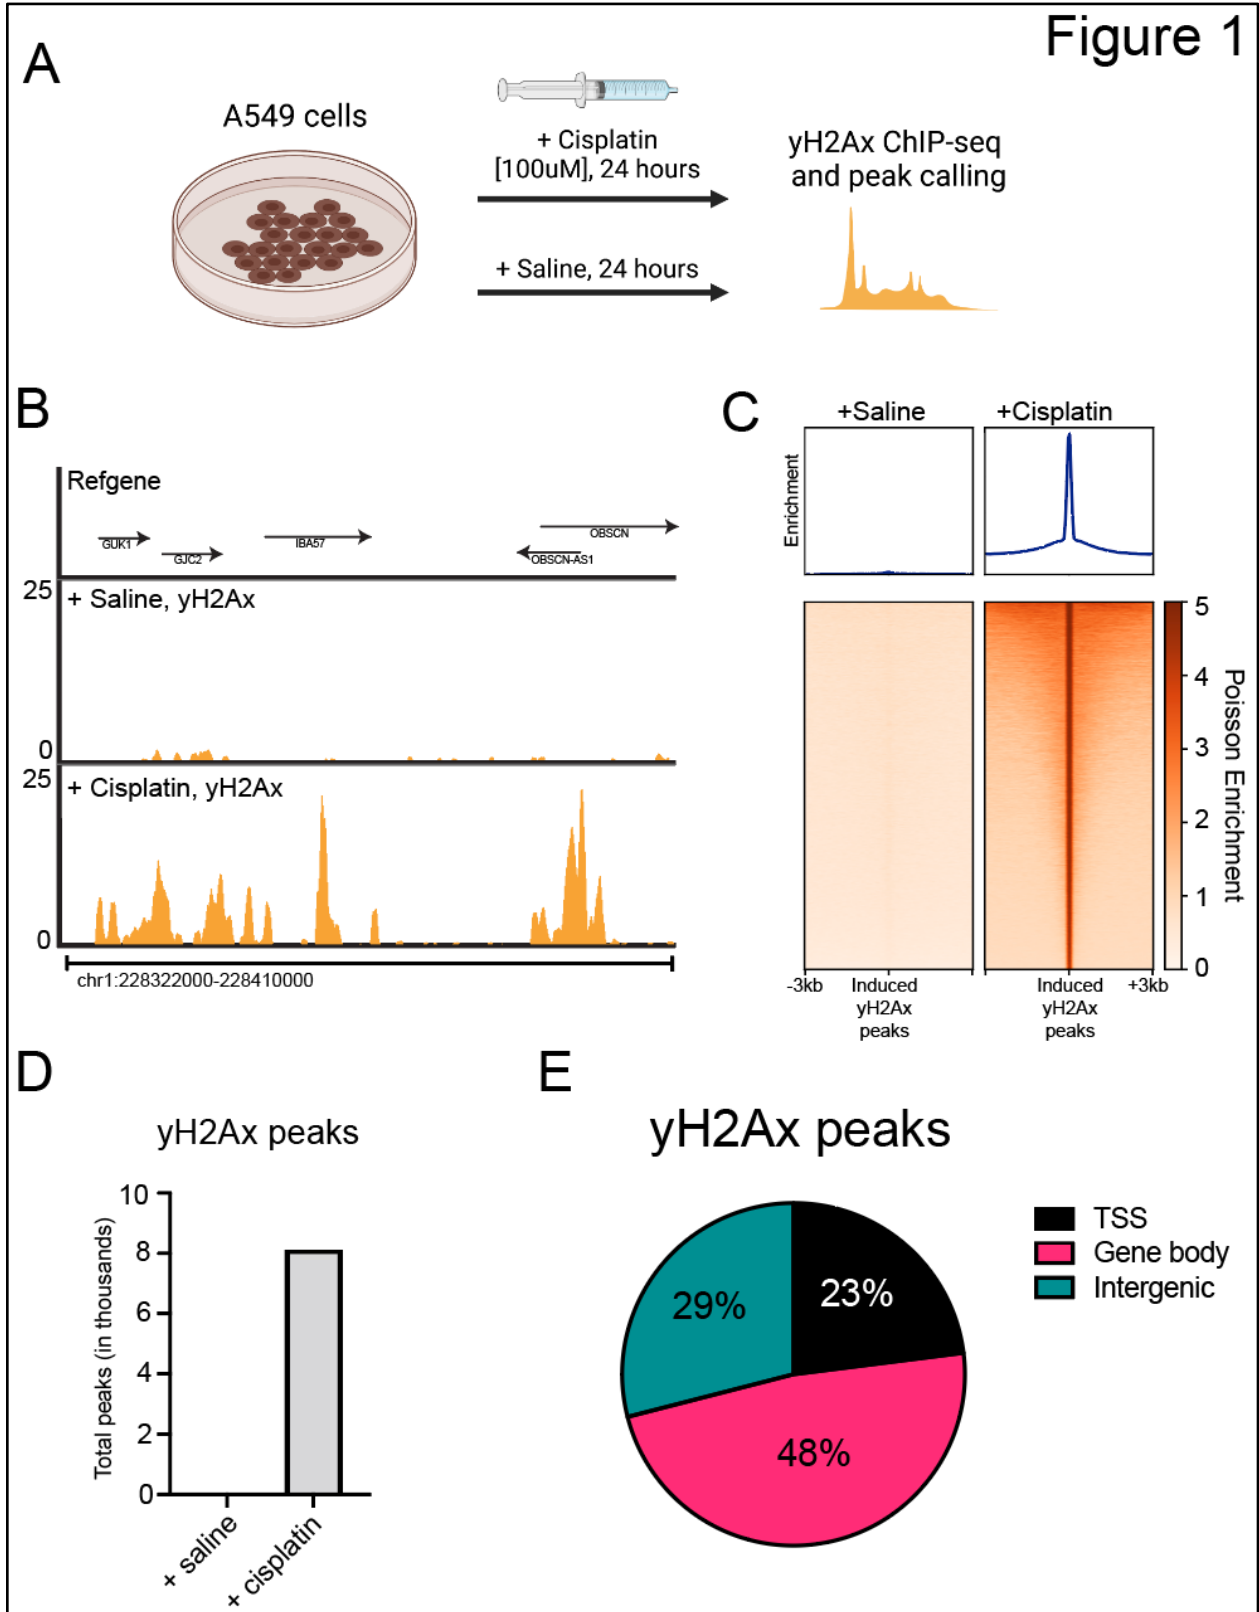 Figure 1
A
A549 cells
+ Cisplatin
[100uM], 24 hours
+ Saline, 24 hours
yH2Ax ChIP-seq
and peak calling
B
Refgene
GUK1
GJC2
IBA57
OBSCN
OBSCN-AS1
25
+ Saline, yH2Ax
0
25
+ Cisplatin, yH2Ax
0
chr1:228322000-228410000
C
+Saline
+Cisplatin
Enrichment
5
4
3
2
1
0
Poisson Enrichment
-3kb
Induced
yH2Ax
peaks
Induced
yH2Ax
peaks
+3kb
D
yH2Ax peaks
Total peaks (in thousands)
10
8
6
4
2
0
+ saline
+ cisplatin
E
yH2Ax peaks
29%
23%
48%
TSS
Gene body
Intergenic